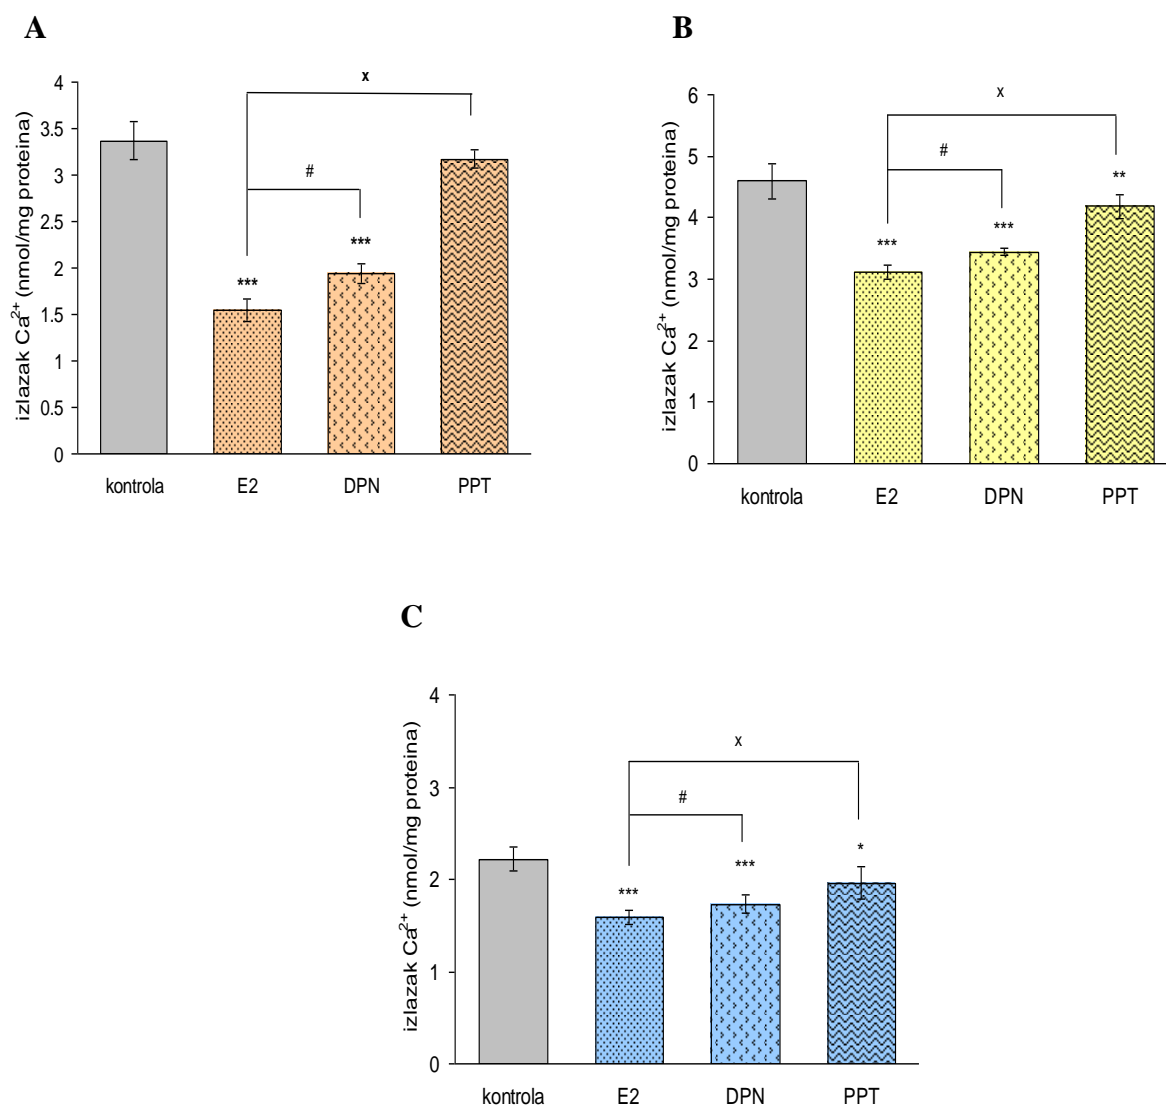 A
izlazak Ca2+ (nmol/mg proteina)
4
3.5
3
2.5
2
1.5
1
0.5
0
x
#
***
***
kontrola E2 DPN PPT
B
izlazak Ca2+ (nmol/mg proteina)
6
5
4
3
2
1
0
x
#
***
***
**
kontrola E2 DPN PPT
C
izlazak Ca2+ (nmol/mg proteina)
4
3
2
1
0
x
#
***
***
*
kontrola E2 DPN PPT